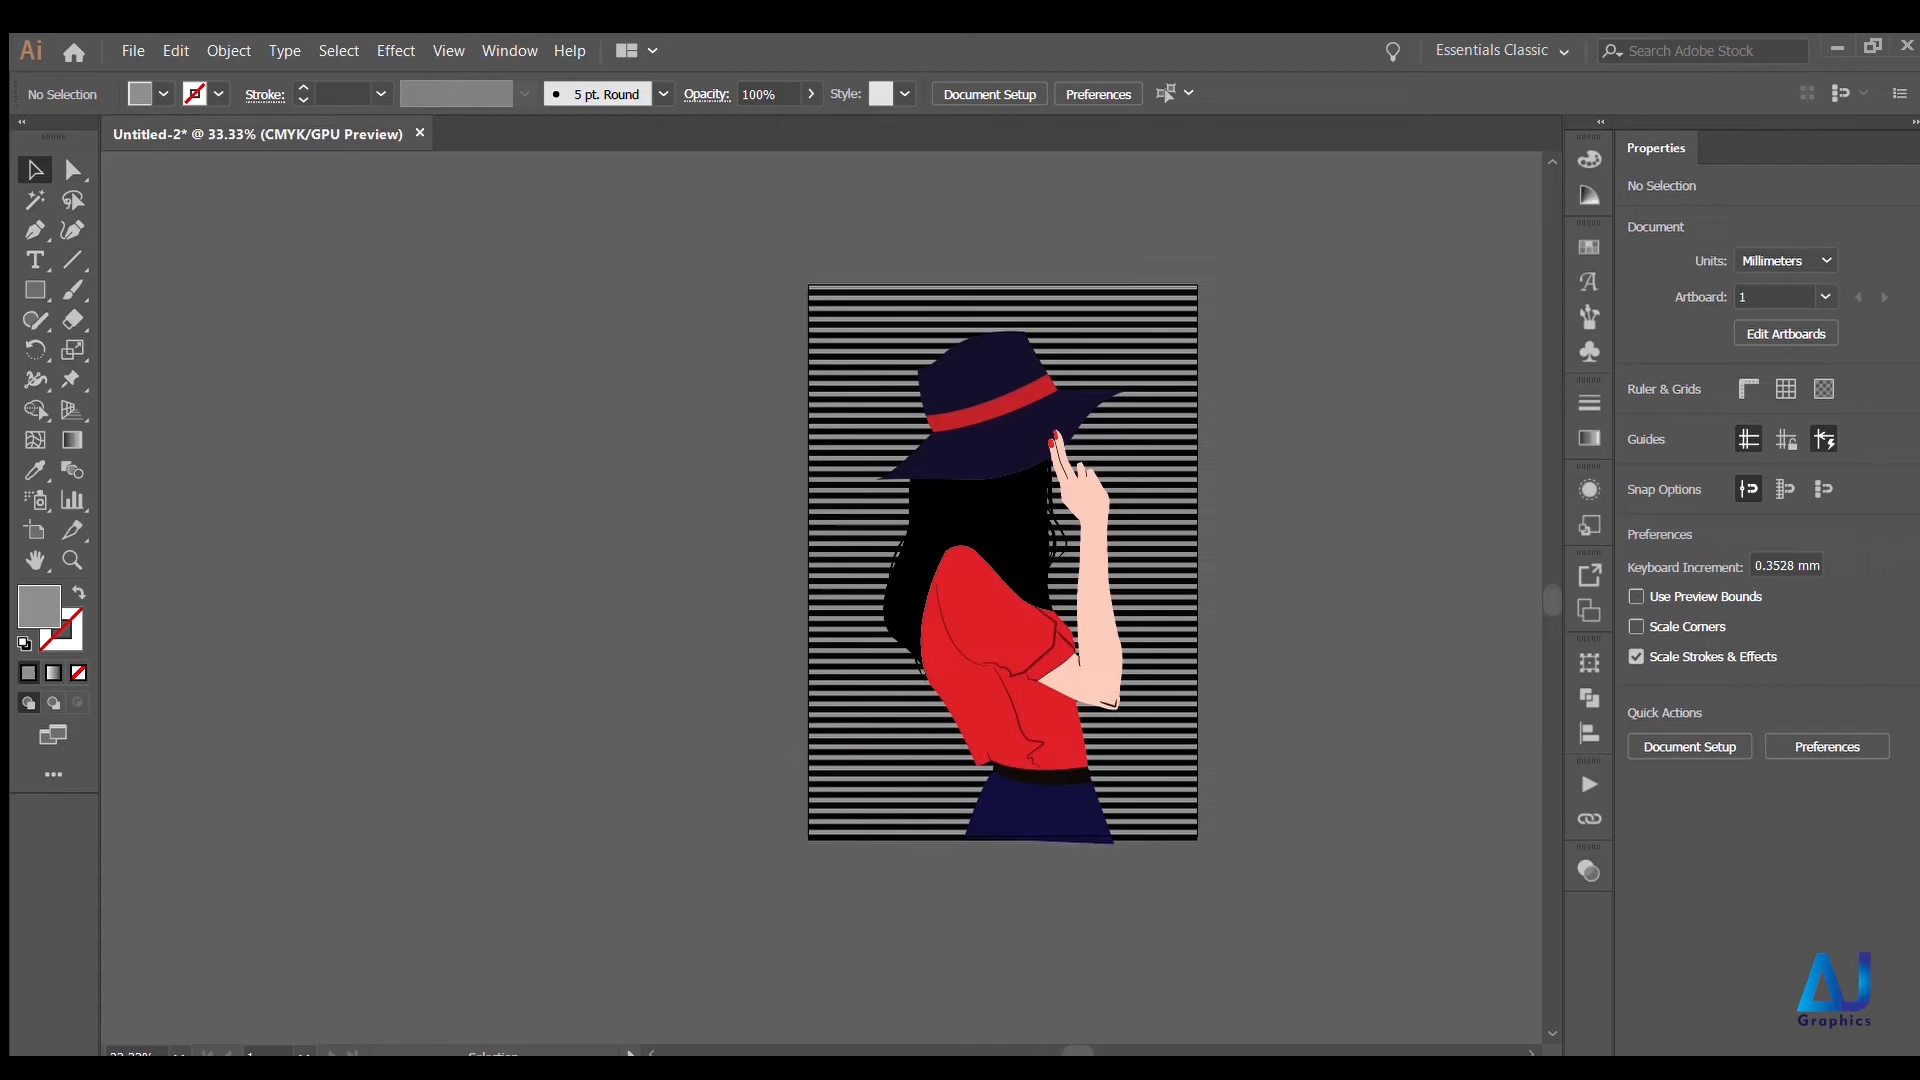 Ai File Edit Object Type Select Effect View Window Help Essentials Classic Search Adobe Stock
No Selection Stroke: 5 pt. Round Opacity: 100% Style: Document Setup Preferences
Untitled-2* @ 33.33% (CMYK/GPU Preview)
Properties
No Selection
Document
Units: Millimeters
Artboard: 1
Edit Artboards
Ruler & Grids
Guides
Snap Options
Preferences
Keyboard Increment: 0.3528 mm
Use Preview Bounds
Scale Corners
Scale Strokes & Effects
Quick Actions
Document Setup Preferences
AJ
Graphics
33.33% 1 Selection